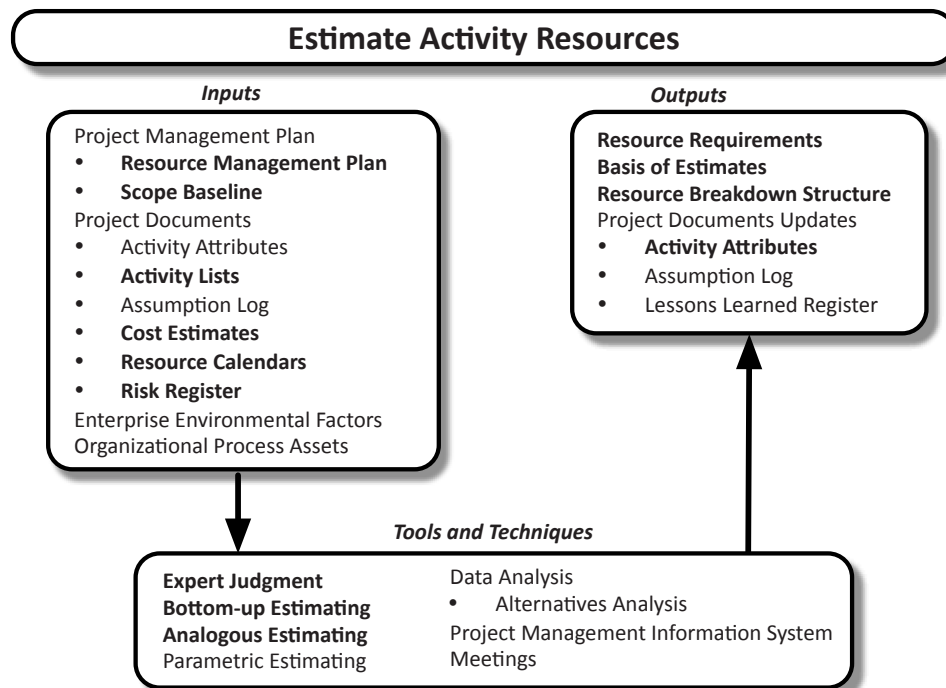 Estimate Activity Resources
Inputs
Project Management Plan
• Resource Management Plan
• Scope Baseline
Project Documents
• Activity Attributes
• Activity Lists
• Assumption Log
• Cost Estimates
• Resource Calendars
• Risk Register
Enterprise Environmental Factors
Organizational Process Assets
Outputs
Resource Requirements
Basis of Estimates
Resource Breakdown Structure
Project Documents Updates
• Activity Attributes
• Assumption Log
• Lessons Learned Register
Tools and Techniques
Expert Judgment
Bottom-up Estimating
Analogous Estimating
Parametric Estimating
Data Analysis
• Alternatives Analysis
Project Management Information System
Meetings